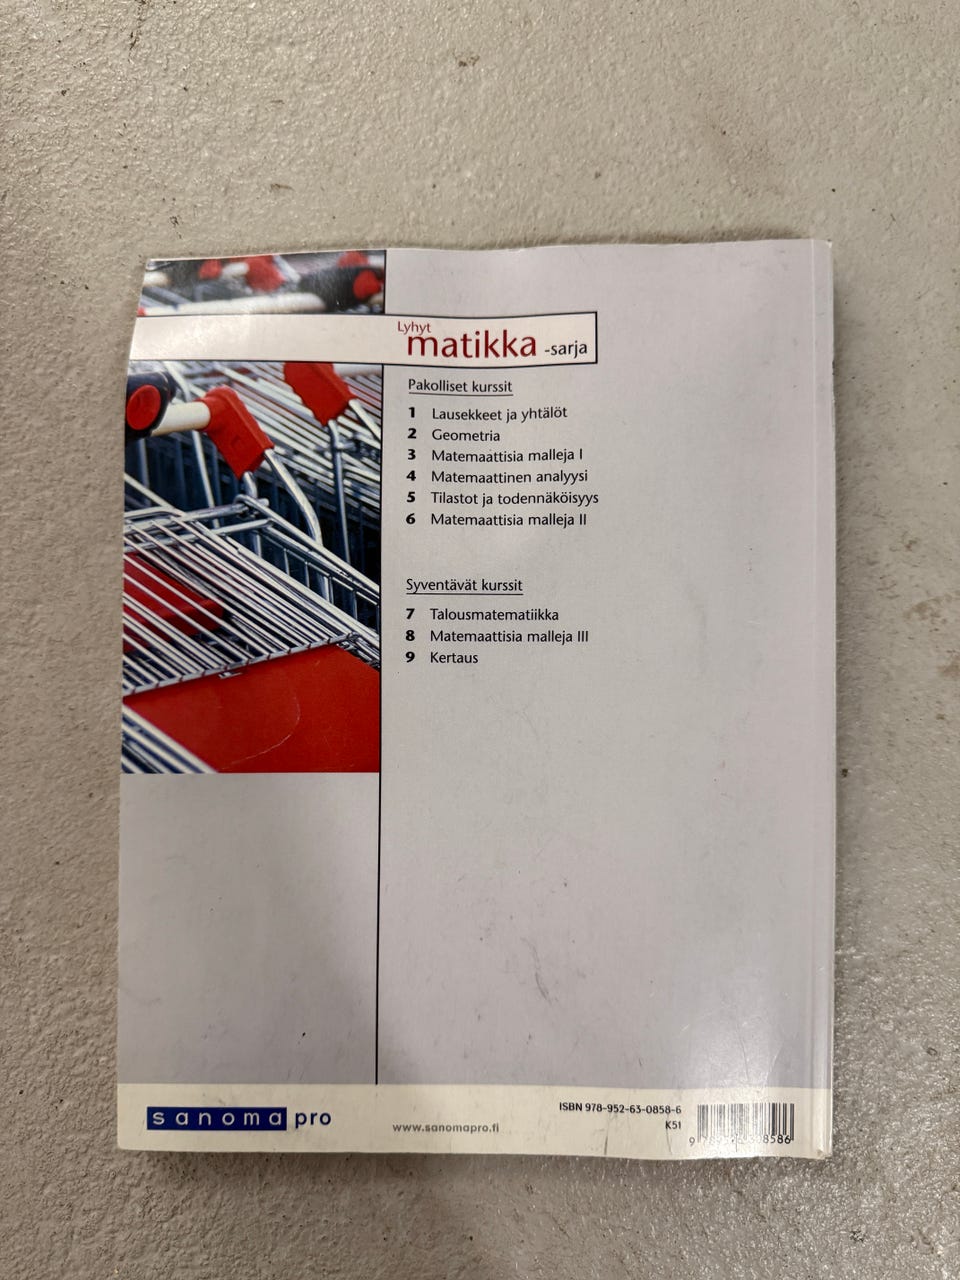 Lyhyt
matikka -sarja
Pakolliset kurssit
1 Lausekkeet ja yhtälöt
2 Geometria
3 Matemaattisia malleja I
4 Matemaattinen analyysi
5 Tilastot ja todennäköisyys
6 Matemaattisia malleja II
Syventävät kurssit
7 Talousmatematiikka
8 Matemaattisia malleja III
9 Kertaus
sanoma pro
www.sanomapro.fi
ISBN 978-952-63-0858-6
K51